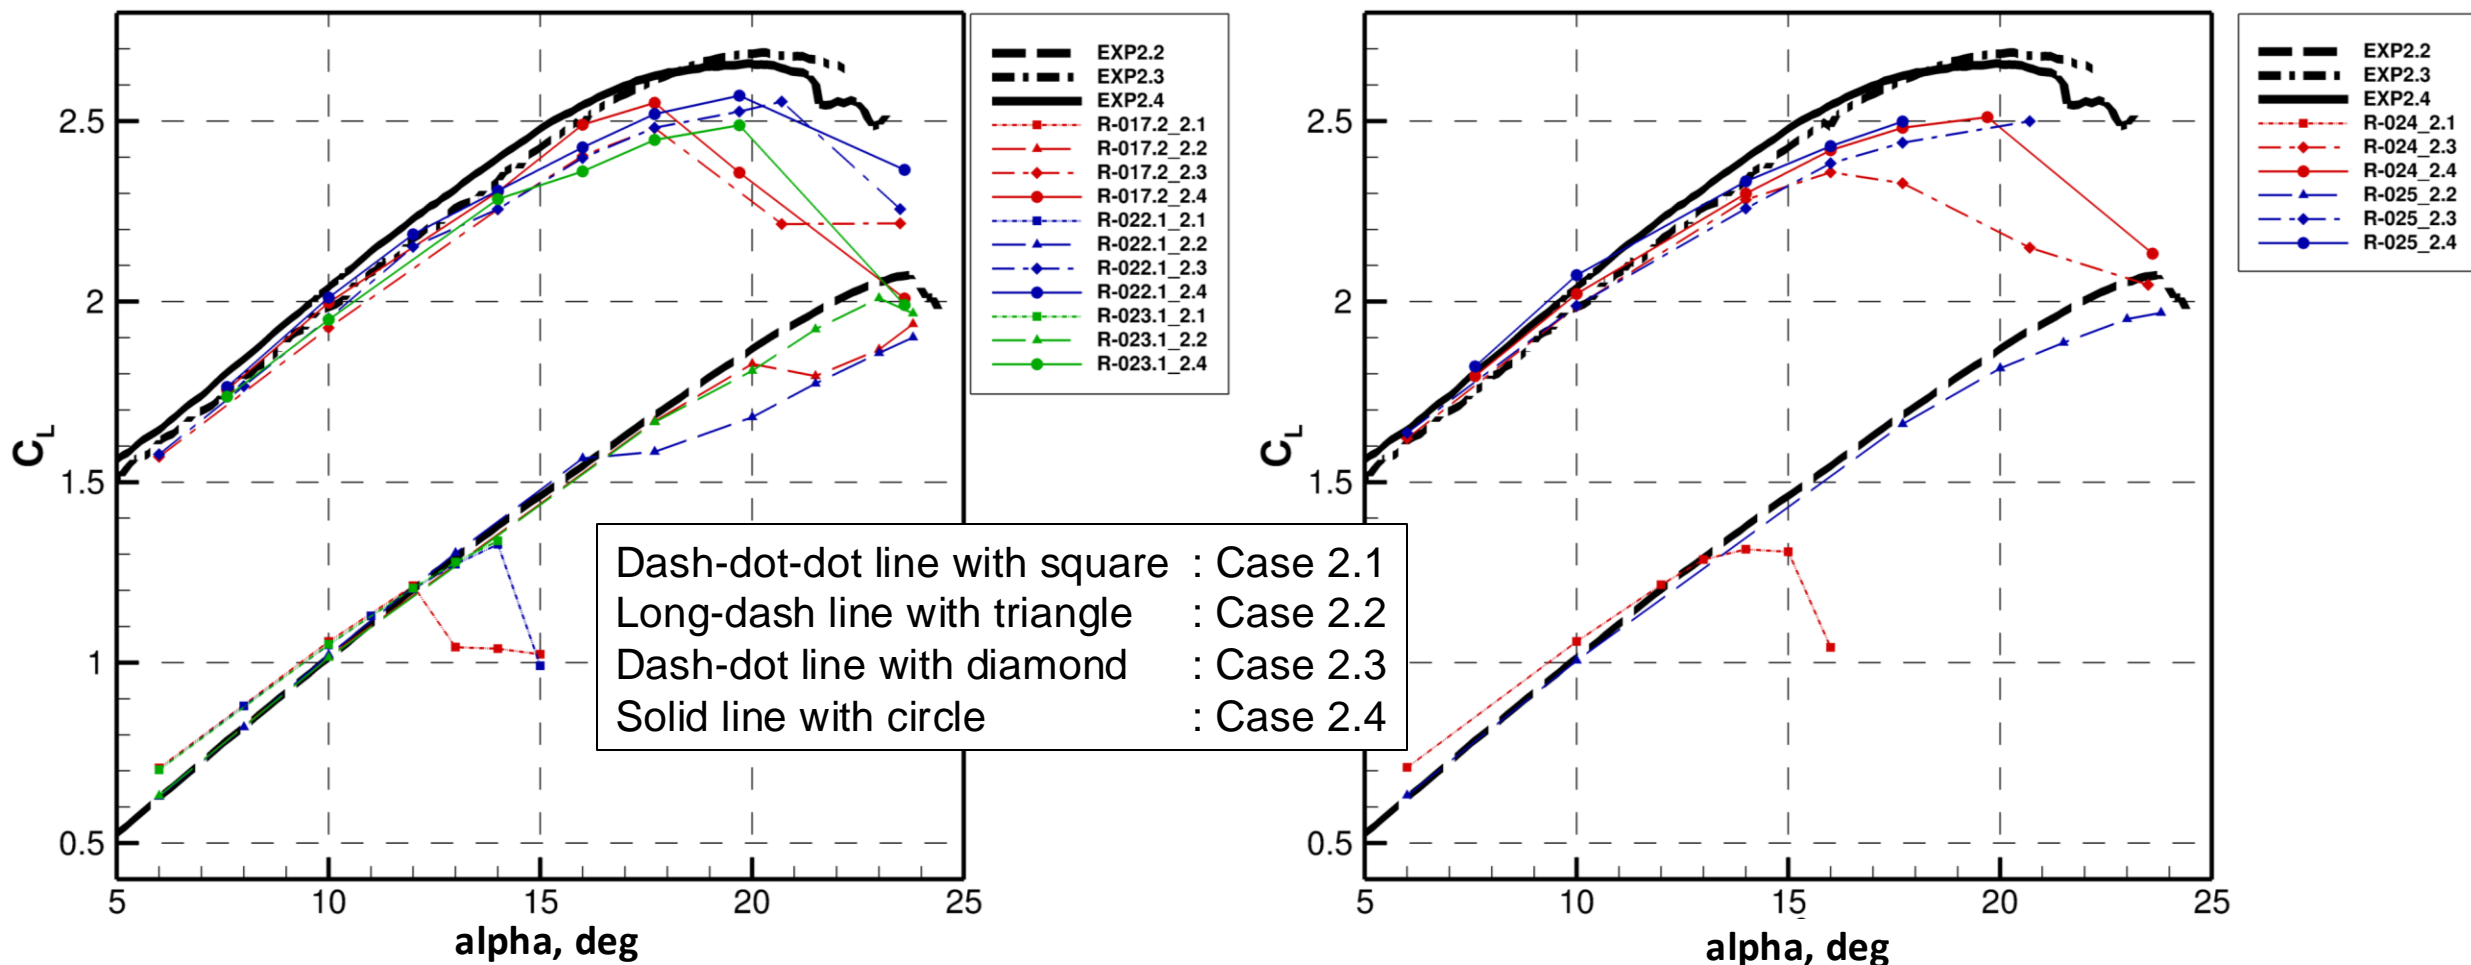 EXP2.2
EXP2.3
EXP2.4
R-017.2_2.1
R-017.2_2.2
R-017.2_2.3
R-017.2_2.4
R-022.1_2.1
R-022.1_2.2
R-022.1_2.3
R-022.1_2.4
R-023.1_2.1
R-023.1_2.2
R-023.1_2.4
2.5
2
1.5
1
0.5
CL
5 10 15 20 25
alpha, deg
Dash-dot-dot line with square : Case 2.1
Long-dash line with triangle : Case 2.2
Dash-dot line with diamond : Case 2.3
Solid line with circle : Case 2.4
EXP2.2
EXP2.3
EXP2.4
R-024_2.1
R-024_2.3
R-024_2.4
R-025_2.2
R-025_2.3
R-025_2.4
2.5
2
1.5
0.5
CL
5 10 15 20 25
alpha, deg